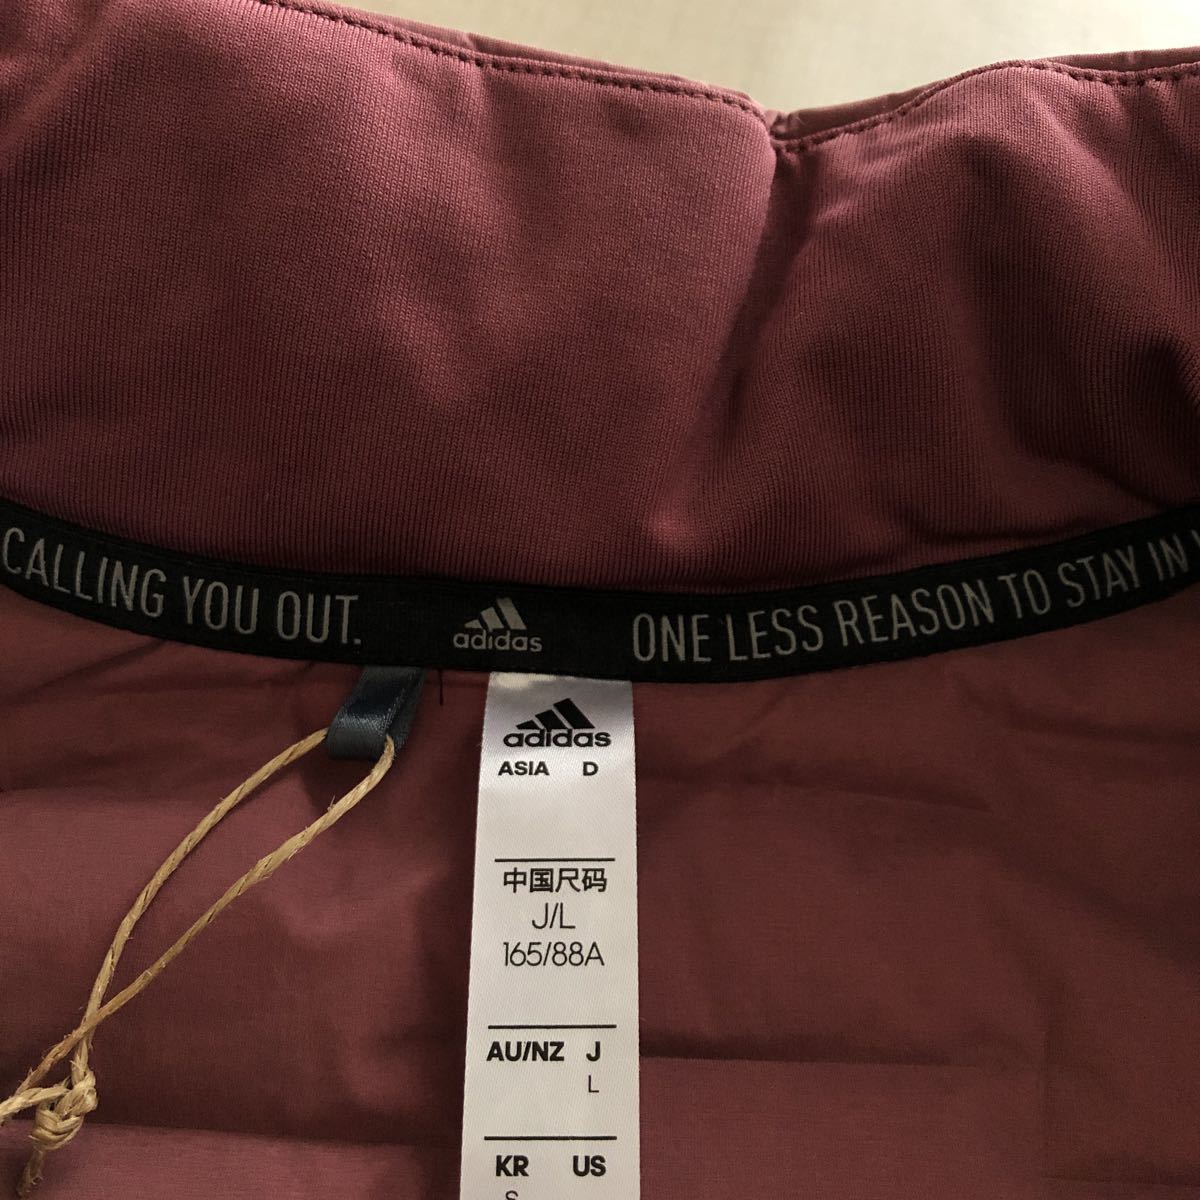 CALLING YOU OUT.
adidas
ONE LESS REASON TO STAY IN
adidas
ASIA D
中国尺码
J/L
165/88A
AU/NZ J
L
KR US
S